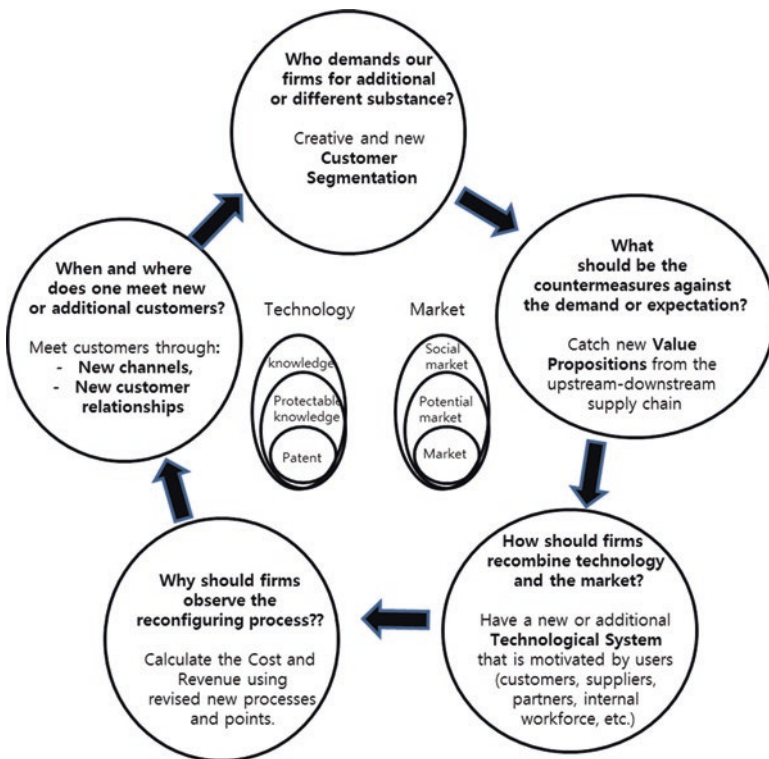 Who demands our
firms for additional
or different substance?
Creative and new
Customer
Segmentation
What
should be the
countermeasures against
the demand or expectation?
Catch new Value
Propositions from the
upstream-downstream
supply chain
How should firms
recombine technology
and the market?
Have a new or additional
Technological System
that is motivated by users
(customers, suppliers,
partners, internal
workforce, etc.)
Why should firms
observe the
reconfiguring process??
Calculate the Cost and
Revenue using
revised new processes
and points.
When and where
does one meet new
or additional customers?
Meet customers through:
- New channels,
- New customer
relationships
Technology
knowledge
Protectable
knowledge
Patent
Market
Social
market
Potential
market
Market